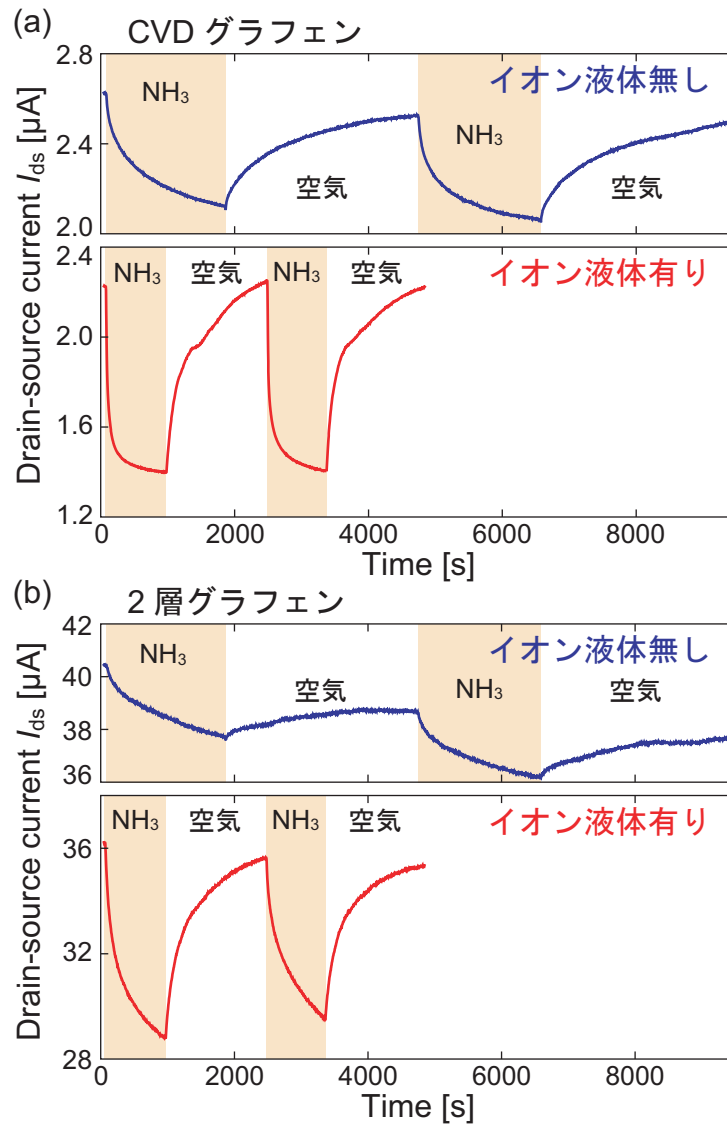 (a)
CVD グラフェン
2.8
2.4
2.0
NH₃
空気
NH₃
空気
イオン液体無し
2.4
2.0
1.6
1.2
NH₃
空気
NH₃
空気
イオン液体有り
Drain-source current I_ds [µA]
0
2000
4000
6000
8000
Time [s]
(b)
2 層グラフェン
42
40
38
36
NH₃
空気
NH₃
空気
イオン液体無し
36
32
28
NH₃
空気
NH₃
空気
イオン液体有り
Drain-source current I_ds [µA]
0
2000
4000
6000
8000
Time [s]